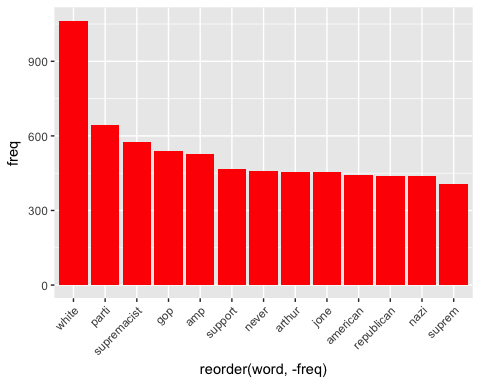 900
600
300
0
freq
white
parti
supremacist
gop
amp
support
never
arthur
jone
american
republican
nazi
suprem
reorder(word, -freq)